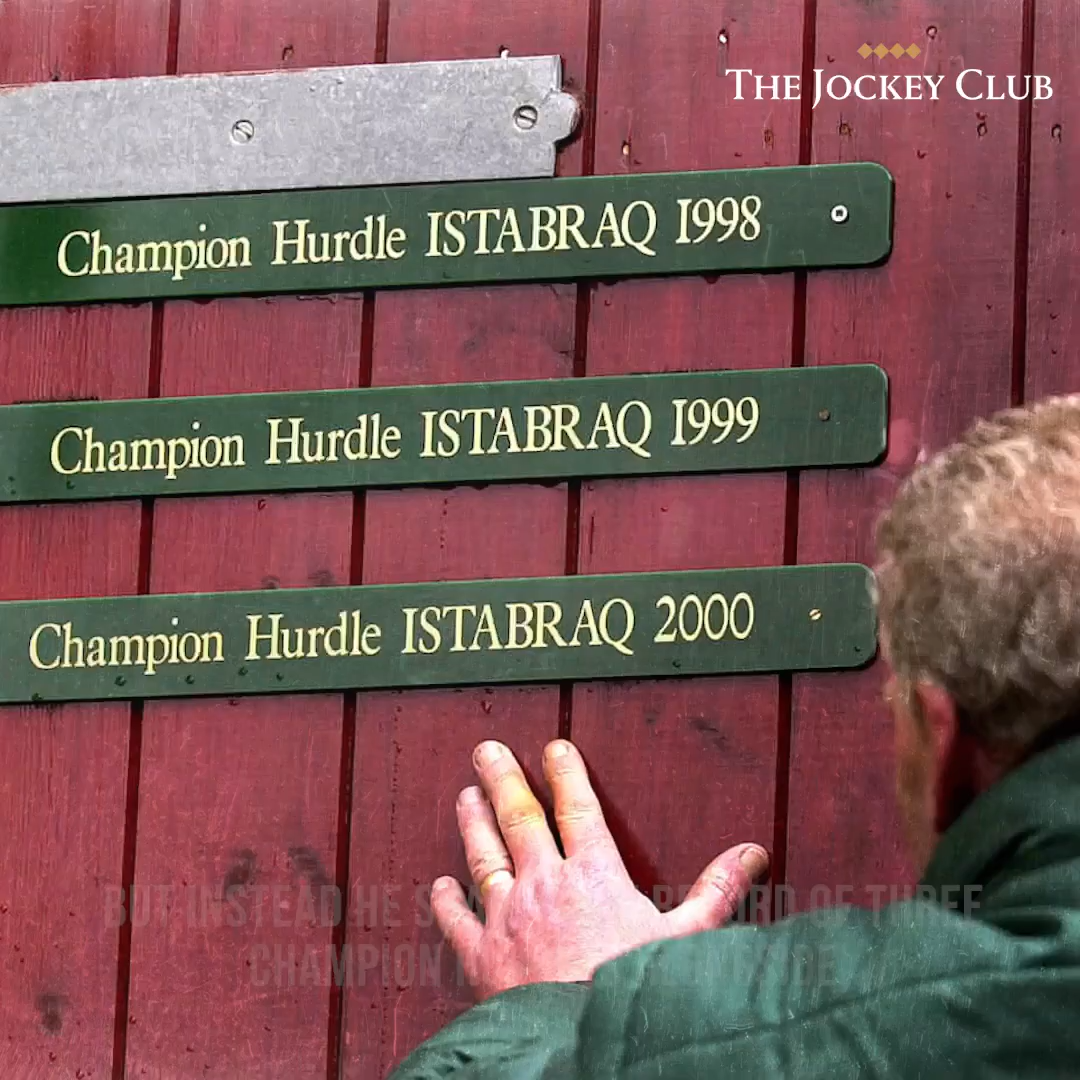 THE JOCKEY CLUB
Champion Hurdle ISTABRAQ 1998
Champion Hurdle ISTABRAQ 1999
Champion Hurdle ISTABRAQ 2000
BUT INSTEAD HE RECORD OF THREE
CHAMPION